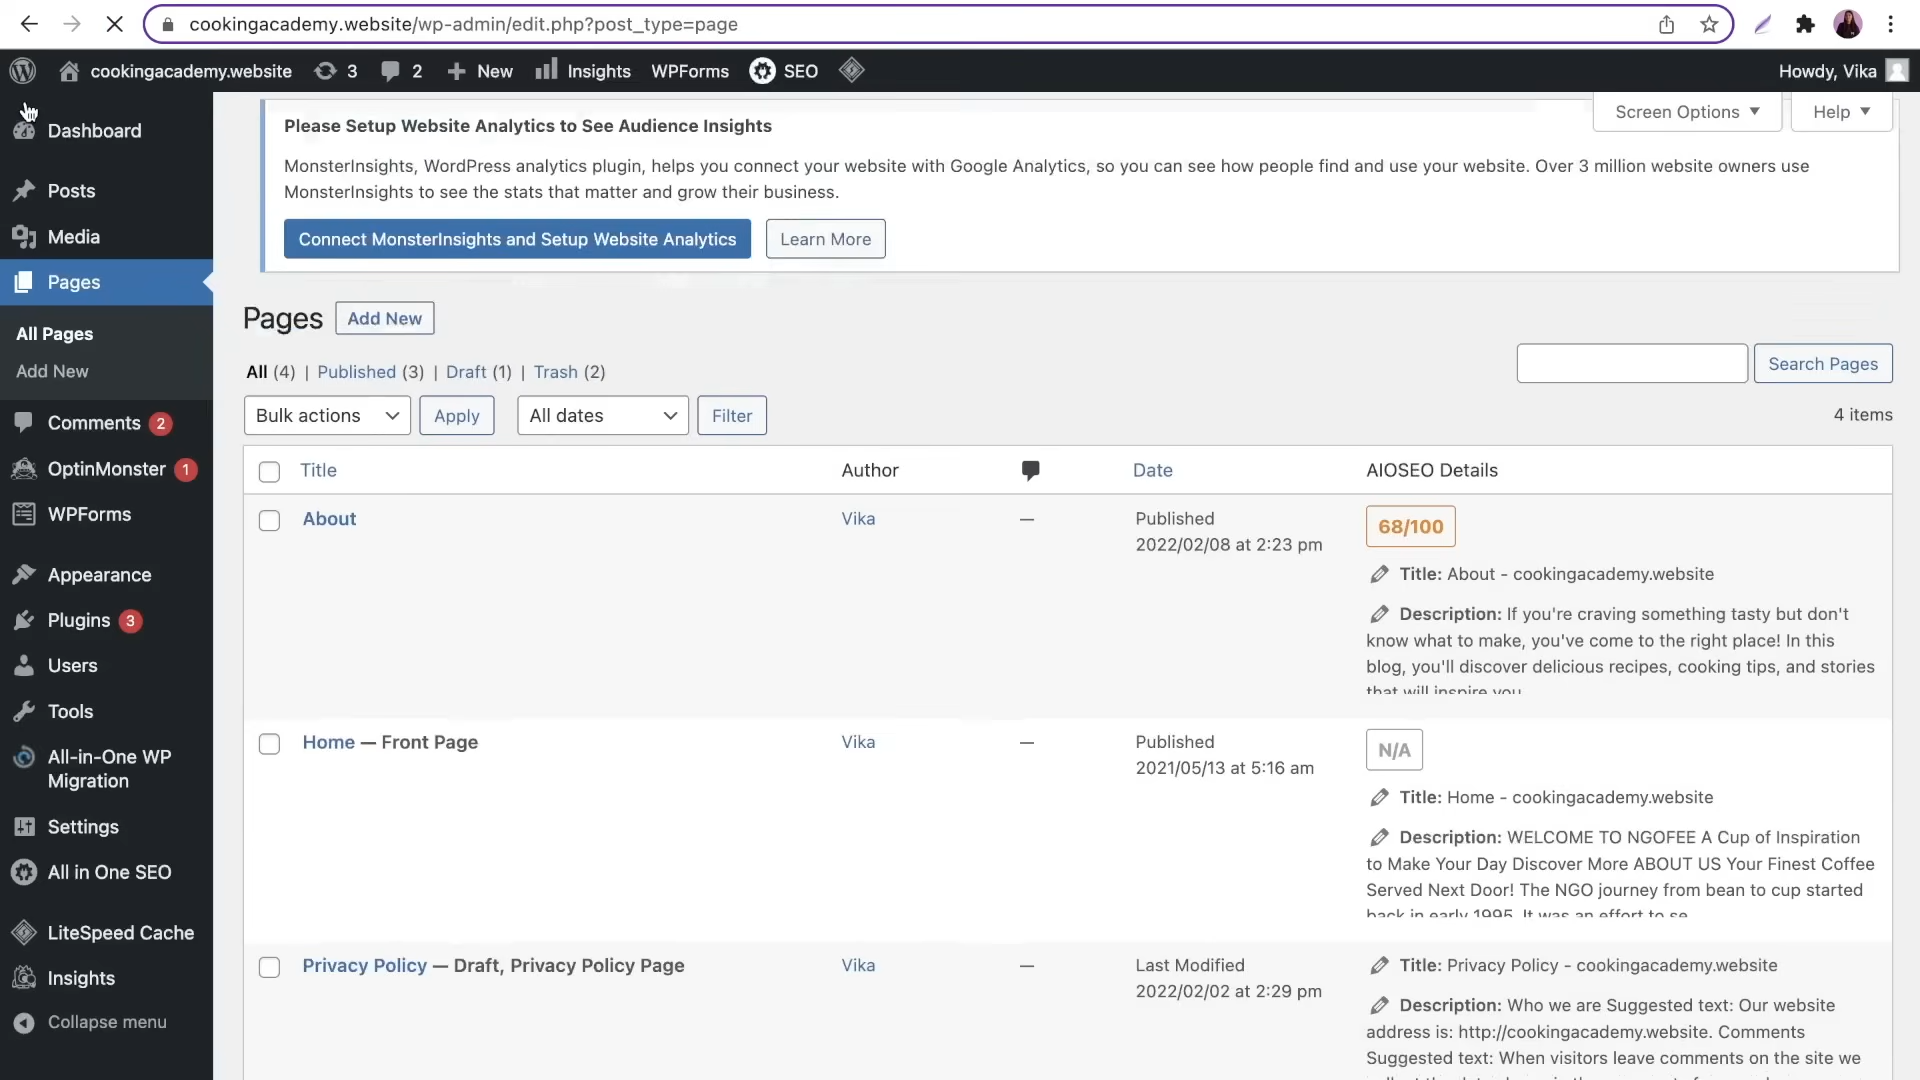 cookingacademy.website/wp-admin/edit.php?post_type=page
cookingacademy.website 3 2 New Insights WPForms SEO Howdy, Vika
Screen Options Help
Dashboard
Posts
Media
Pages
All Pages
Add New
Comments 2
OptinMonster 1
WPForms
Appearance
Plugins 3
Users
Tools
All-in-One WP
Migration
Settings
All in One SEO
LiteSpeed Cache
Insights
Collapse menu
Please Setup Website Analytics to See Audience Insights
MonsterInsights, WordPress analytics plugin, helps you connect your website with Google Analytics, so you can see how people find and use your website. Over 3 million website owners use
MonsterInsights to see the stats that matter and grow their business.
Connect MonsterInsights and Setup Website Analytics Learn More
Pages Add New
Search Pages
All (4) | Published (3) | Draft (1) | Trash (2)
Bulk actions Apply All dates Filter 4 items
Title Author Date AIOSEO Details
About Vika — Published
2022/02/08 at 2:23 pm
68/100
Title: About - cookingacademy.website
Description: If you're craving something tasty but don't
know what to make, you've come to the right place! In this
blog, you'll discover delicious recipes, cooking tips, and stories
that will inspire you
Home — Front Page Vika — Published
2021/05/13 at 5:16 am
N/A
Title: Home - cookingacademy.website
Description: WELCOME TO NGOFEE A Cup of Inspiration
to Make Your Day Discover More ABOUT US Your Finest Coffee
Served Next Door! The NGO journey from bean to cup started
back in early 1995. It was an effort to se
Privacy Policy — Draft, Privacy Policy Page Vika — Last Modified
2022/02/02 at 2:29 pm
Title: Privacy Policy - cookingacademy.website
Description: Who we are Suggested text: Our website
address is: http://cookingacademy.website. Comments
Suggested text: When visitors leave comments on the site we